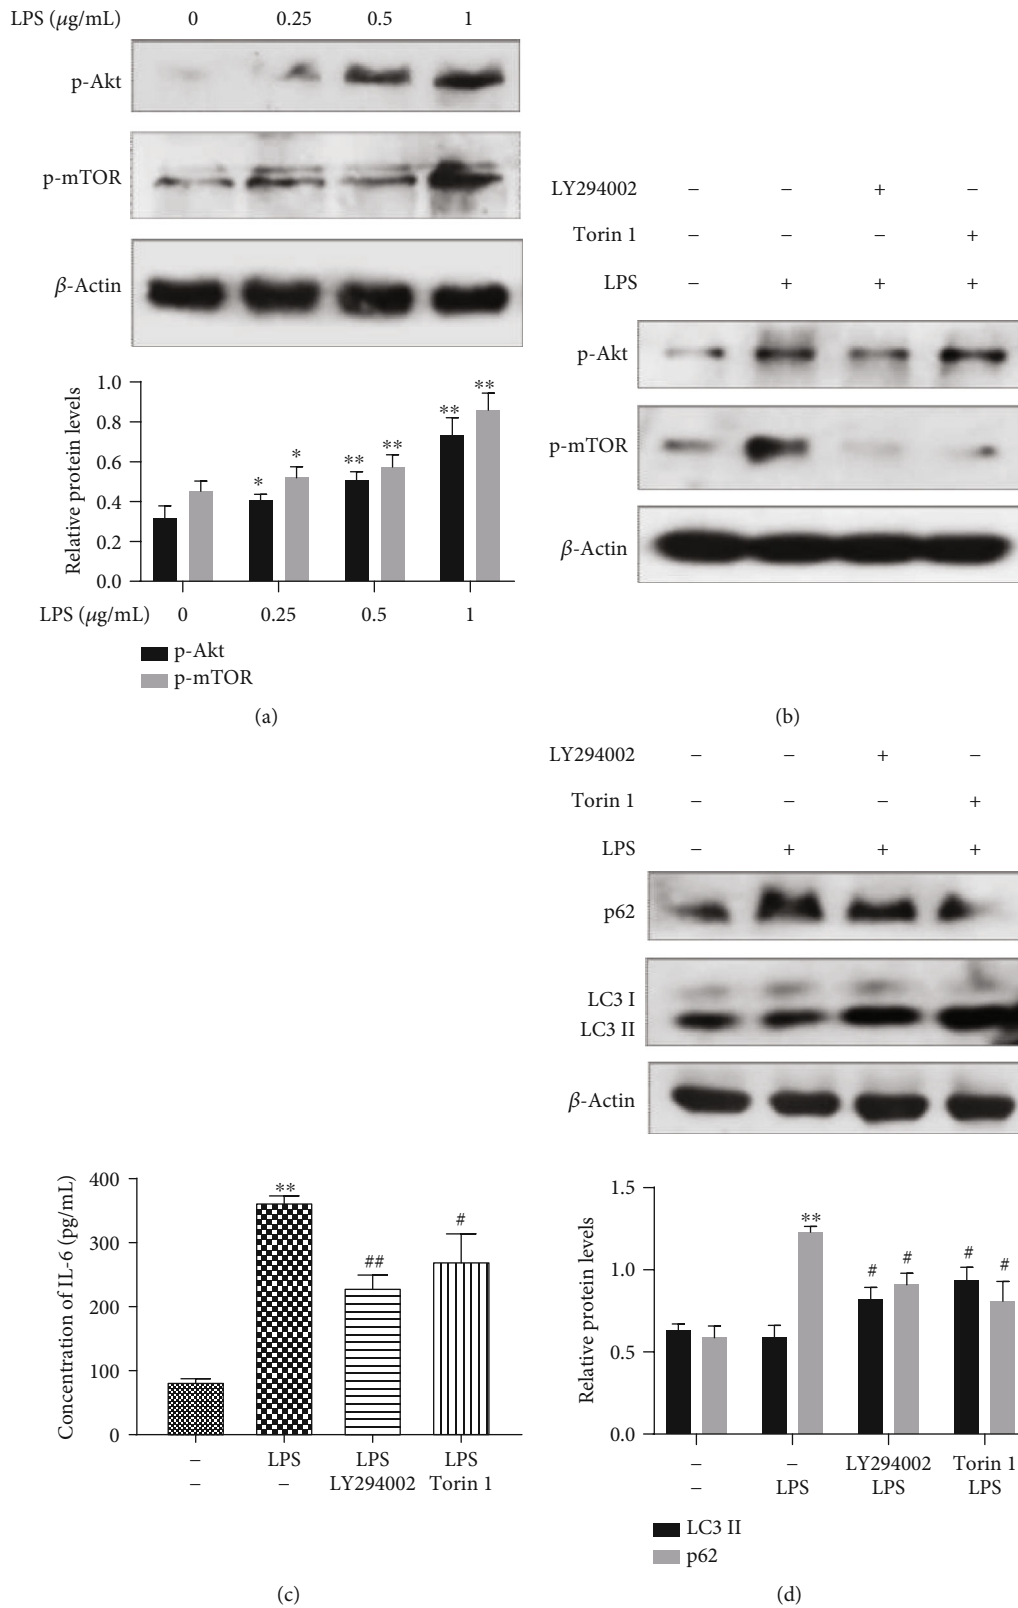 LPS (μg/mL) 0 0.25 0.5 1
p-Akt
p-mTOR
β-Actin
Relative protein levels
1.0
0.8
0.6
0.4
0.2
0.0
* * ** ** ** **
LPS (μg/mL) 0 0.25 0.5 1
p-Akt
p-mTOR
(a)
LY294002 – – + –
Torin 1 – – – +
LPS – + + +
p-Akt
p-mTOR
β-Actin
(b)
Concentration of IL-6 (pg/mL)
400
300
200
100
0
** ## #
– LPS LPS LPS
– – LY294002 Torin 1
(c)
LY294002 – – + –
Torin 1 – – – +
LPS – + + +
p62
LC3 I
LC3 II
β-Actin
Relative protein levels
1.5
1.0
0.5
0.0
** # # # #
– – LY294002 Torin 1
– LPS LPS LPS
LC3 II
p62
(d)